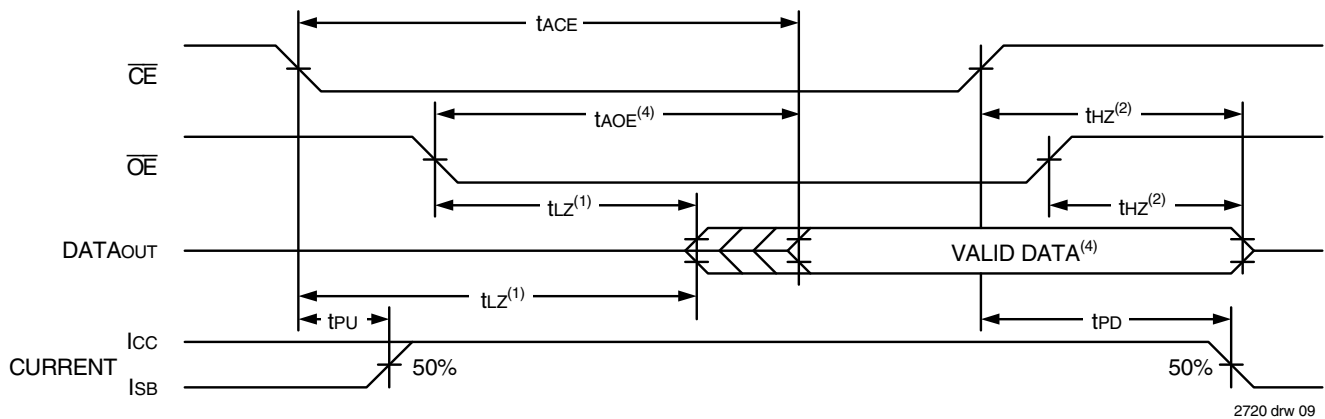 tACE
CE
tAOE(4)
tHZ(2)
OE
tLZ(1)
tHZ(2)
DATAOUT
VALID DATA(4)
tLZ(1)
tPU
tPD
ICC
CURRENT
50%
50%
ISB
2720 drw 09